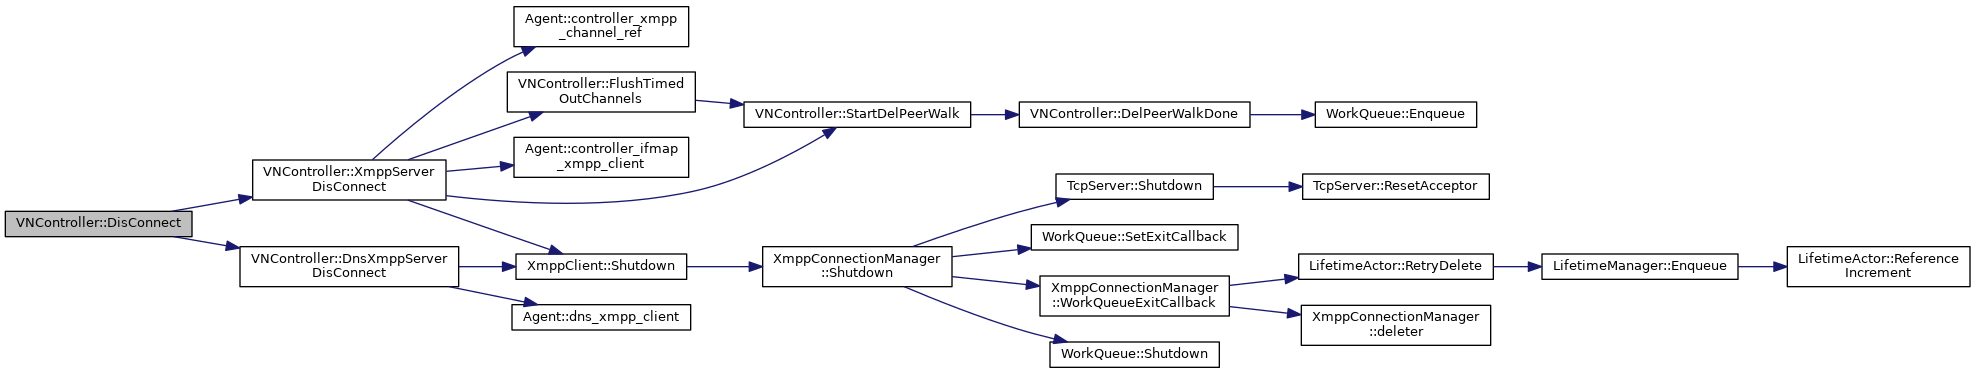 VNController::DisConnect
VNController::XmppServer
DisConnect
VNController::DnsXmppServer
DisConnect
Agent::controller_xmpp
_channel_ref
VNController::FlushTimed
OutChannels
Agent::controller_ifmap
_xmpp_client
XmppClient::Shutdown
Agent::dns_xmpp_client
VNController::StartDelPeerWalk
XmppConnectionManager
::Shutdown
VNController::DelPeerWalkDone
TcpServer::Shutdown
WorkQueue::SetExitCallback
XmppConnectionManager
::WorkQueueExitCallback
WorkQueue::Shutdown
WorkQueue::Enqueue
TcpServer::ResetAcceptor
LifetimeActor::RetryDelete
XmppConnectionManager
::deleter
LifetimeManager::Enqueue
LifetimeActor::Reference
Increment